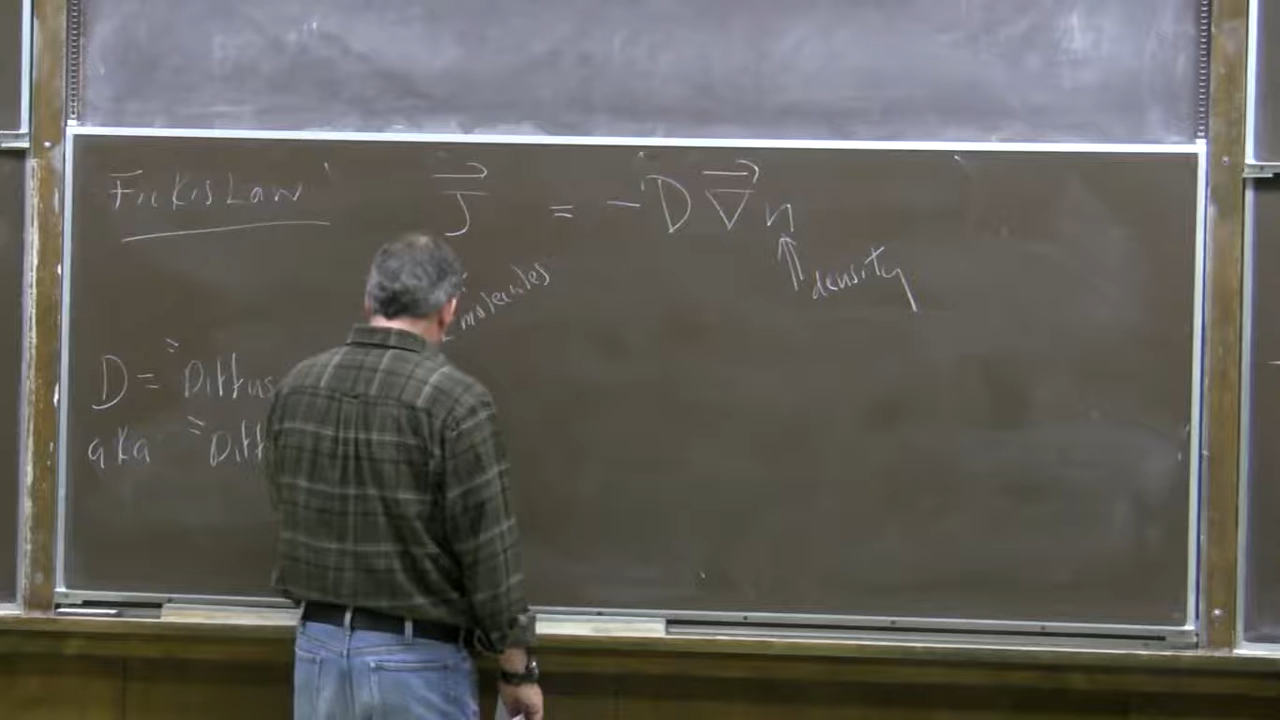 Fick's Law
J⃗ = -D ∇⃗ n
density
molecules
D ≡ "Diffus
aka "Diff